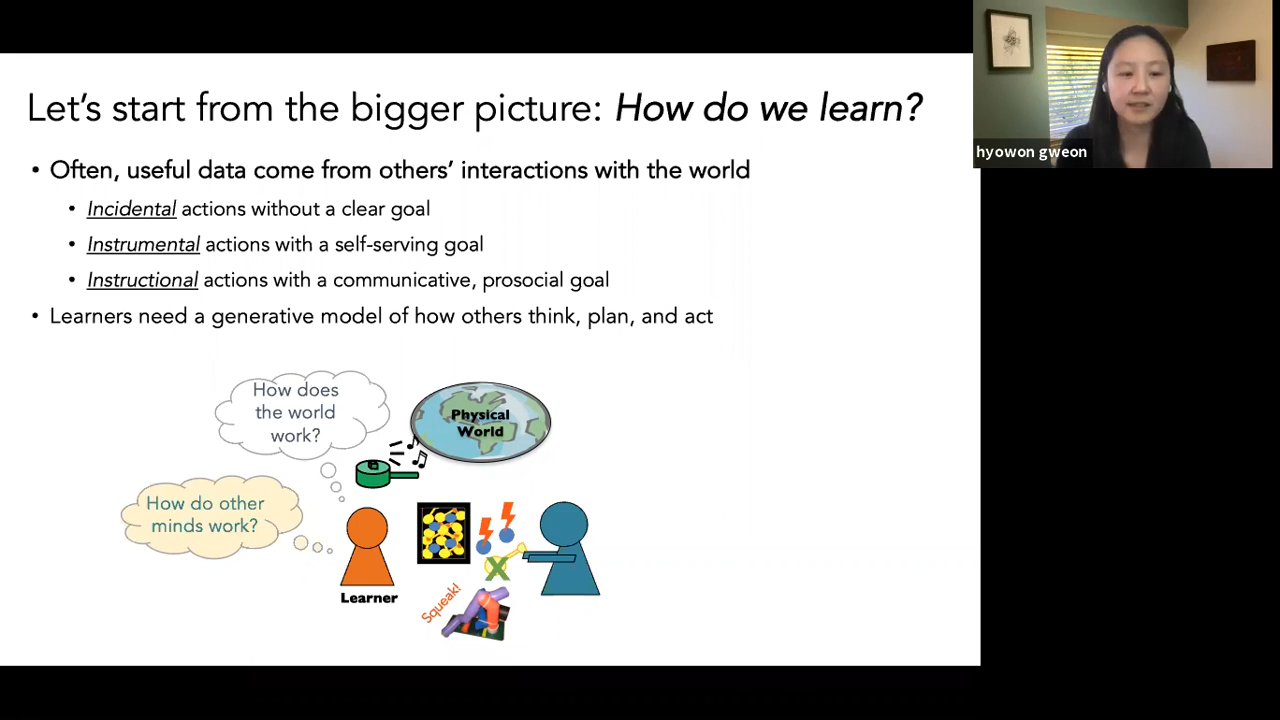 Let's start from the bigger picture: How do we learn?
hyowon gweon
• Often, useful data come from others' interactions with the world
• Incidental actions without a clear goal
• Instrumental actions with a self-serving goal
• Instructional actions with a communicative, prosocial goal
• Learners need a generative model of how others think, plan, and act
How does
the world
work?
Physical
World
How do other
minds work?
X
Squeak!
Learner